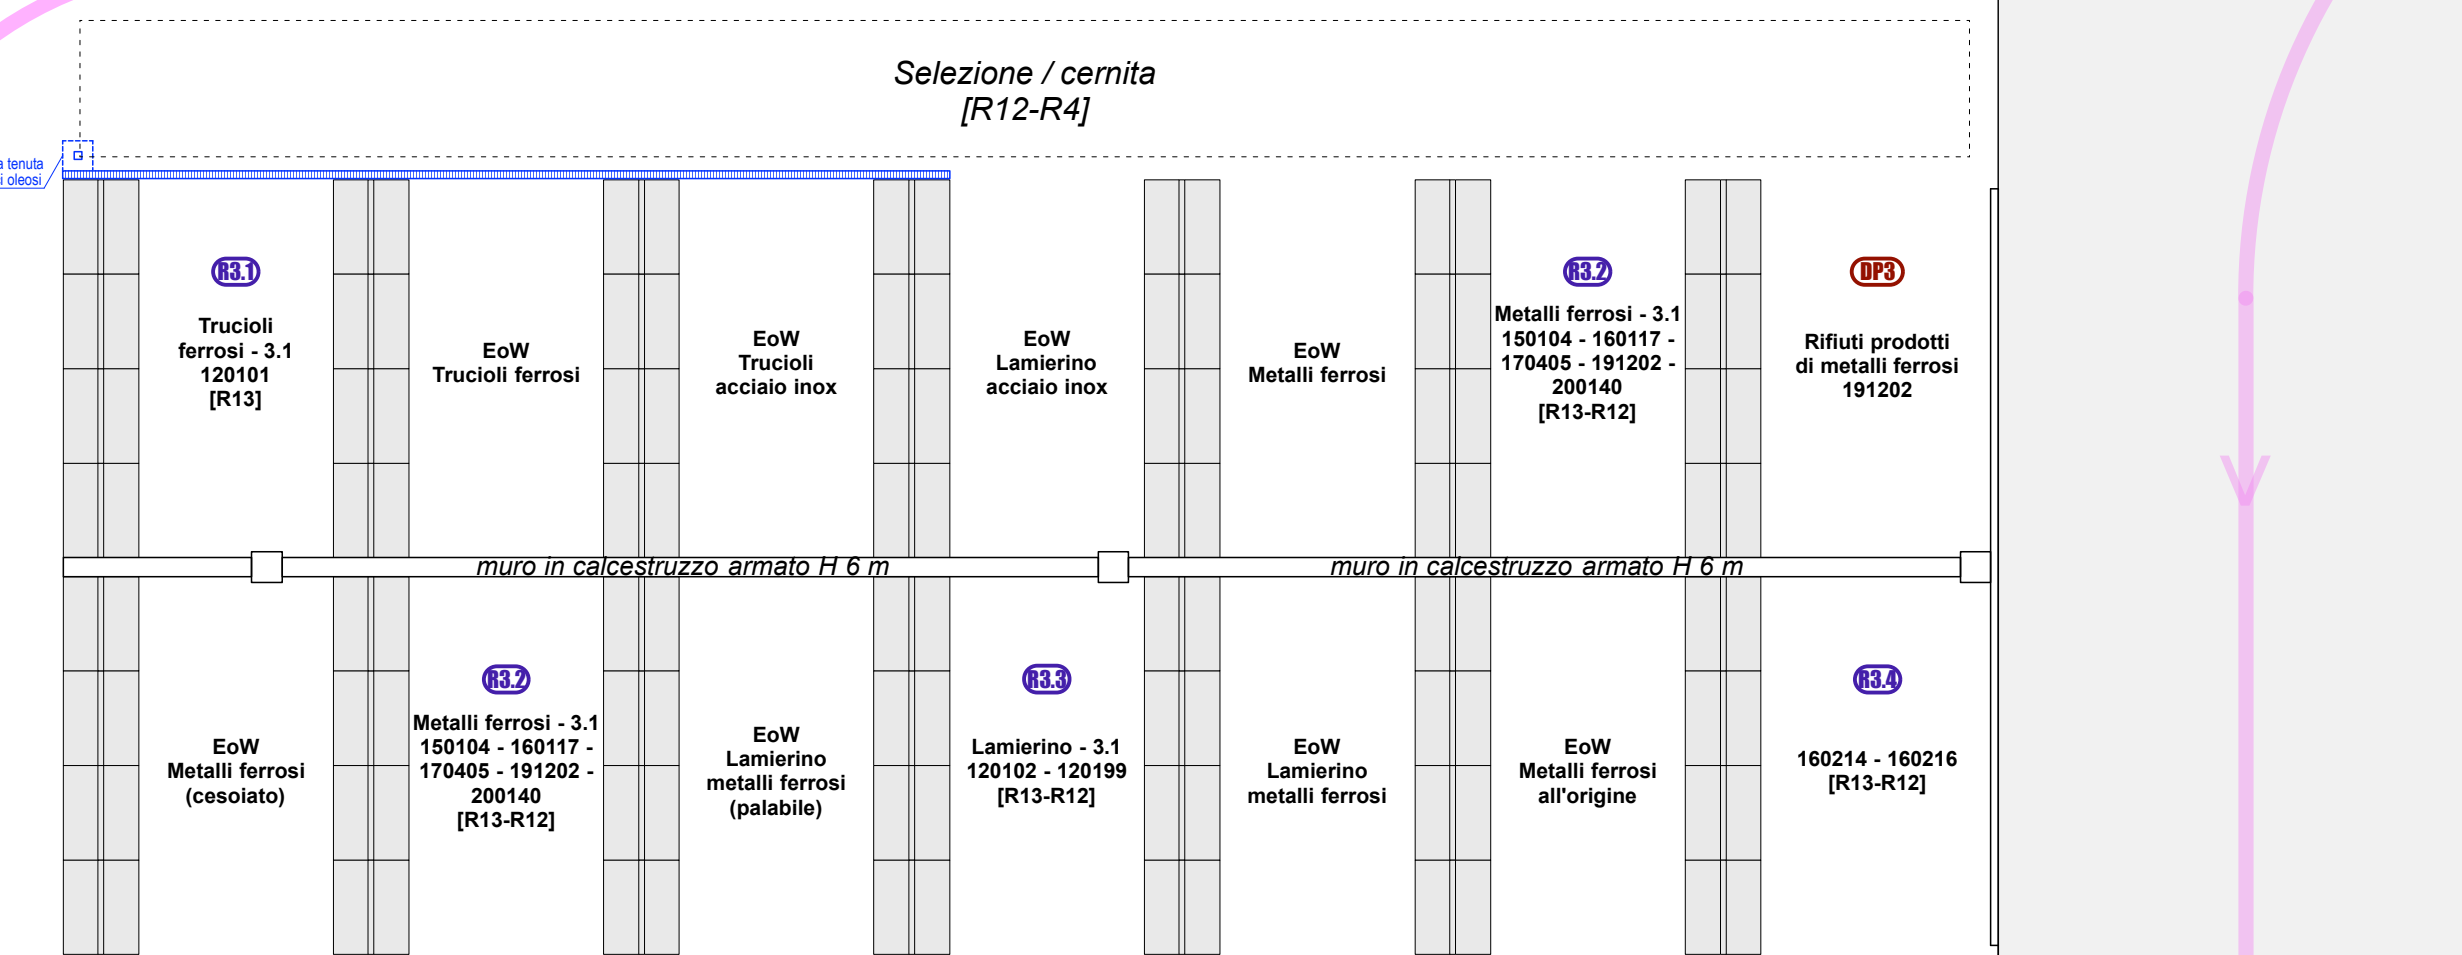 Selezione / cernita
[R12-R4]
a tenuta
oleosi
R3.1
Trucioli
ferrosi - 3.1
120101
[R13]
EoW
Trucioli ferrosi
EoW
Trucioli
acciaio inox
EoW
Lamierino
acciaio inox
EoW
Metalli ferrosi
R3.2
Metalli ferrosi - 3.1
150104 - 160117 -
170405 - 191202 -
200140
[R13-R12]
DP3
Rifiuti prodotti
di metalli ferrosi
191202
muro in calcestruzzo armato H 6 m
muro in calcestruzzo armato H 6 m
EoW
Metalli ferrosi
(cesoiato)
R3.2
Metalli ferrosi - 3.1
150104 - 160117 -
170405 - 191202 -
200140
[R13-R12]
EoW
Lamierino
metalli ferrosi
(palabile)
R3.3
Lamierino - 3.1
120102 - 120199
[R13-R12]
EoW
Lamierino
metalli ferrosi
EoW
Metalli ferrosi
all'origine
R3.4
160214 - 160216
[R13-R12]